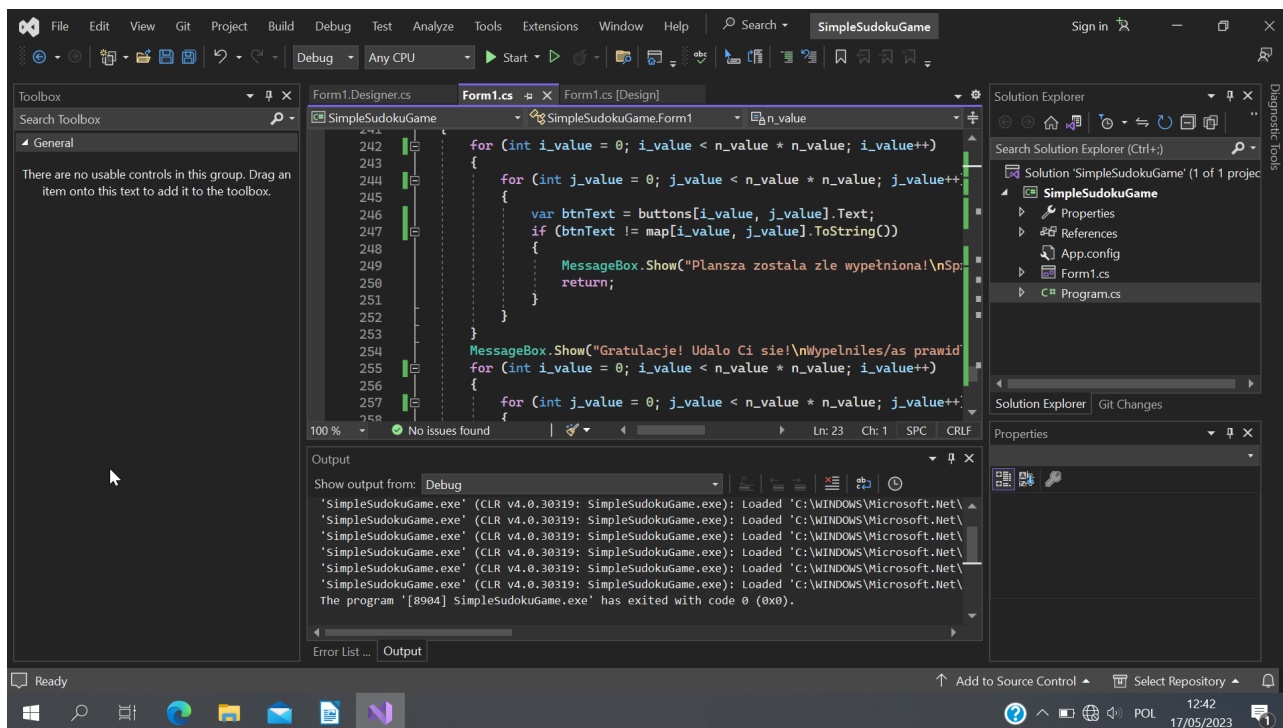 File Edit View Git Project Build Debug Test Analyze Tools Extensions Window Help Search SimpleSudokuGame Sign in
Debug Any CPU Start
Toolbox
Search Toolbox
General
There are no usable controls in this group. Drag an
item onto this text to add it to the toolbox.
Form1.Designer.cs Form1.cs Form1.cs [Design]
SimpleSudokuGame SimpleSudokuGame.Form1 n_value
241 {
242 for (int i_value = 0; i_value < n_value * n_value; i_value++)
243 {
244 for (int j_value = 0; j_value < n_value * n_value; j_value++)
245 {
246 var btnText = buttons[i_value, j_value].Text;
247 if (btnText != map[i_value, j_value].ToString())
248 {
249 MessageBox.Show("Plansza zostala zle wypełniona!\nSp
250 return;
251 }
252 }
253 }
254 MessageBox.Show("Gratulacje! Udalo Ci sie!\nWypelniles/as prawid
255 for (int i_value = 0; i_value < n_value * n_value; i_value++)
256 {
257 for (int j_value = 0; j_value < n_value * n_value; j_value++)
258 {
100 % No issues found Ln: 23 Ch: 1 SPC CRLF
Output
Show output from: Debug
'SimpleSudokuGame.exe' (CLR v4.0.30319: SimpleSudokuGame.exe): Loaded 'C:\WINDOWS\Microsoft.Net\
'SimpleSudokuGame.exe' (CLR v4.0.30319: SimpleSudokuGame.exe): Loaded 'C:\WINDOWS\Microsoft.Net\
'SimpleSudokuGame.exe' (CLR v4.0.30319: SimpleSudokuGame.exe): Loaded 'C:\WINDOWS\Microsoft.Net\
'SimpleSudokuGame.exe' (CLR v4.0.30319: SimpleSudokuGame.exe): Loaded 'C:\WINDOWS\Microsoft.Net\
'SimpleSudokuGame.exe' (CLR v4.0.30319: SimpleSudokuGame.exe): Loaded 'C:\WINDOWS\Microsoft.Net\
'SimpleSudokuGame.exe' (CLR v4.0.30319: SimpleSudokuGame.exe): Loaded 'C:\WINDOWS\Microsoft.Net\
The program '[8904] SimpleSudokuGame.exe' has exited with code 0 (0x0).
Error List ... Output
Solution Explorer
Search Solution Explorer (Ctrl+;)
Solution 'SimpleSudokuGame' (1 of 1 projec
C# SimpleSudokuGame
Properties
References
App.config
Form1.cs
C# Program.cs
Solution Explorer Git Changes
Properties
Diagnostic Tools
Ready Add to Source Control Select Repository
POL 12:42
17/05/2023 1